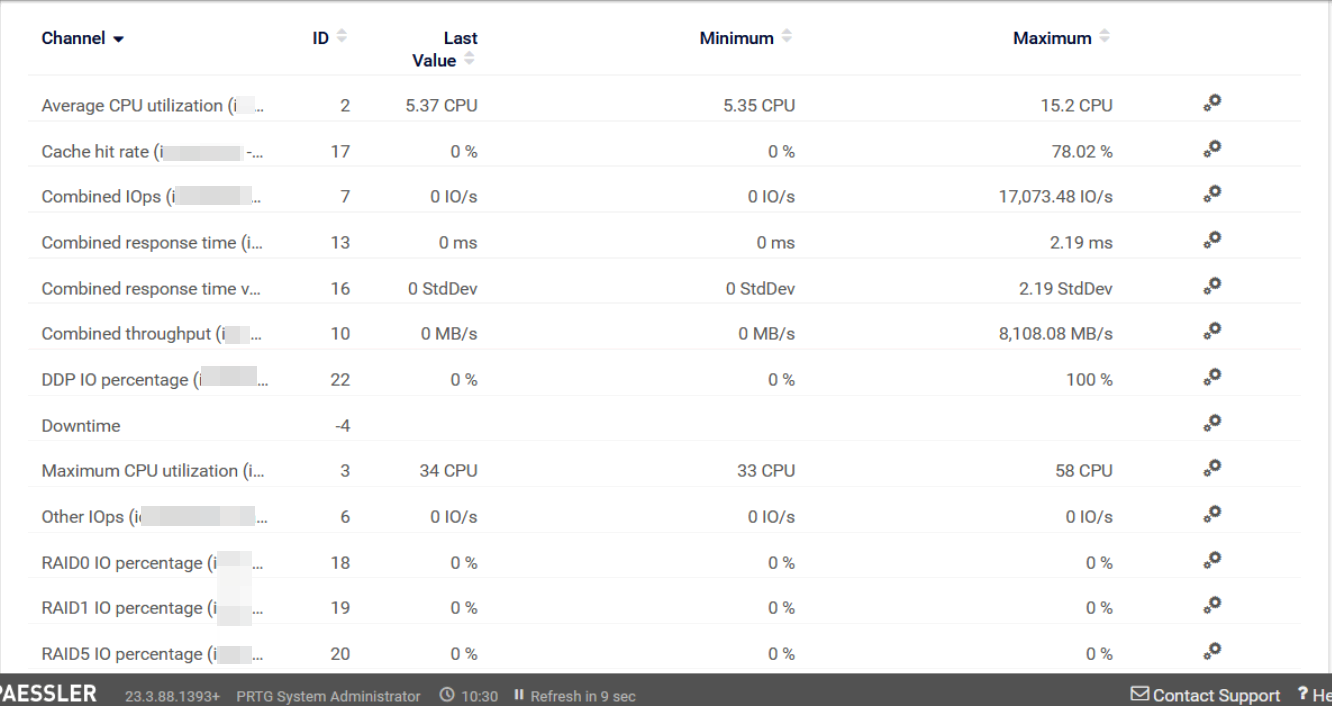 Channel ID Last Value Minimum Maximum
Average CPU utilization (i ... 2 5.37 CPU 5.35 CPU 15.2 CPU
Cache hit rate (i -... 17 0 % 0 % 78.02 %
Combined IOps (i ... 7 0 IO/s 0 IO/s 17,073.48 IO/s
Combined response time (i... 13 0 ms 0 ms 2.19 ms
Combined response time v... 16 0 StdDev 0 StdDev 2.19 StdDev
Combined throughput (i ... 10 0 MB/s 0 MB/s 8,108.08 MB/s
DDP IO percentage (i ... 22 0 % 0 % 100 %
Downtime -4
Maximum CPU utilization (i... 3 34 CPU 33 CPU 58 CPU
Other IOps (i ... 6 0 IO/s 0 IO/s 0 IO/s
RAID0 IO percentage (i ... 18 0 % 0 % 0 %
RAID1 IO percentage (i ... 19 0 % 0 % 0 %
RAID5 IO percentage (i ... 20 0 % 0 % 0 %
PAESSLER 23.3.88.1393+ PRTG System Administrator 10:30 Refresh in 9 sec Contact Support ? He